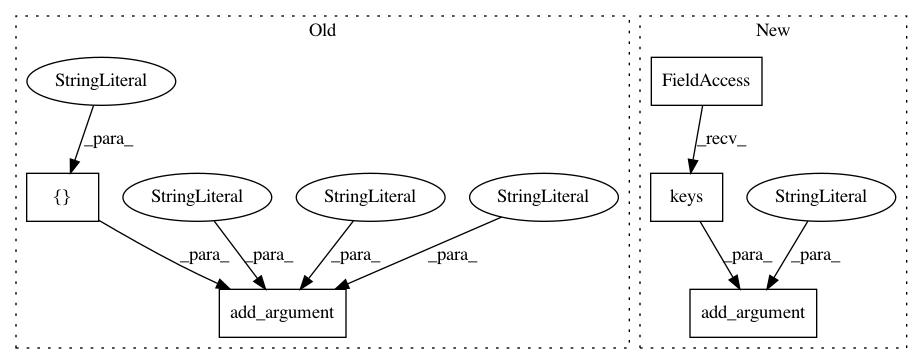 Old
New
StringLiteral
FieldAccess
_para_
_recv_
{}
StringLiteral
StringLiteral
StringLiteral
keys
StringLiteral
_para_
_para_
_para_
_para_
_para_
_para_
add_argument
add_argument